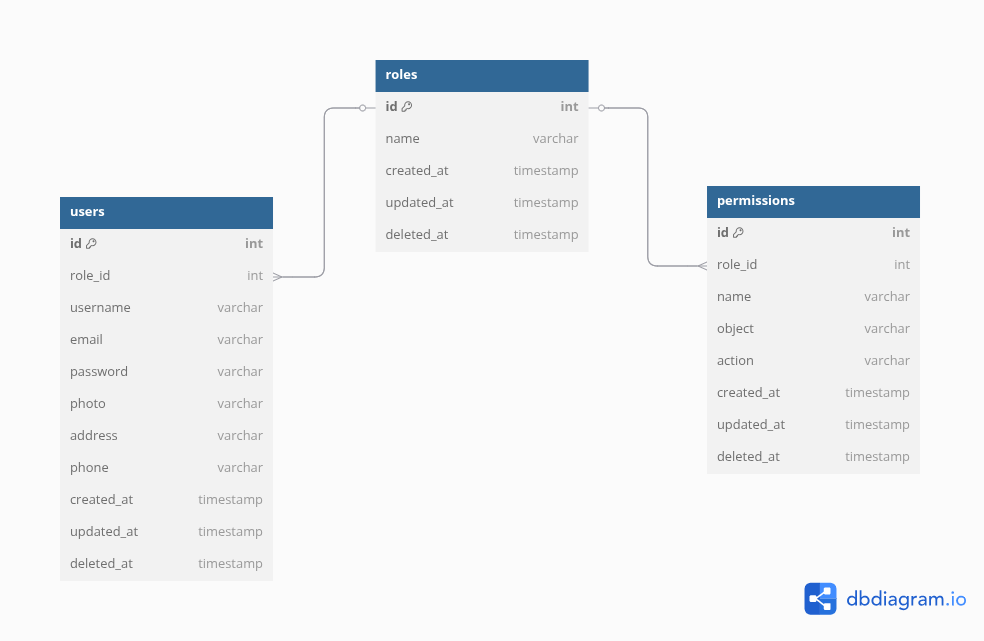 roles
id int
name varchar
created_at timestamp
updated_at timestamp
deleted_at timestamp
users
id int
role_id int
username varchar
email varchar
password varchar
photo varchar
address varchar
phone varchar
created_at timestamp
updated_at timestamp
deleted_at timestamp
permissions
id int
role_id int
name varchar
object varchar
action varchar
created_at timestamp
updated_at timestamp
deleted_at timestamp
dbdiagram.io